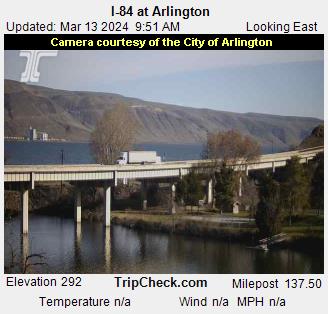 I-84 at Arlington
Updated: Mar 13 2024 9:51 AM Looking East
Camera courtesy of the City of Arlington
Elevation 292 TripCheck.com Milepost 137.50
Temperature n/a Wind n/a MPH n/a